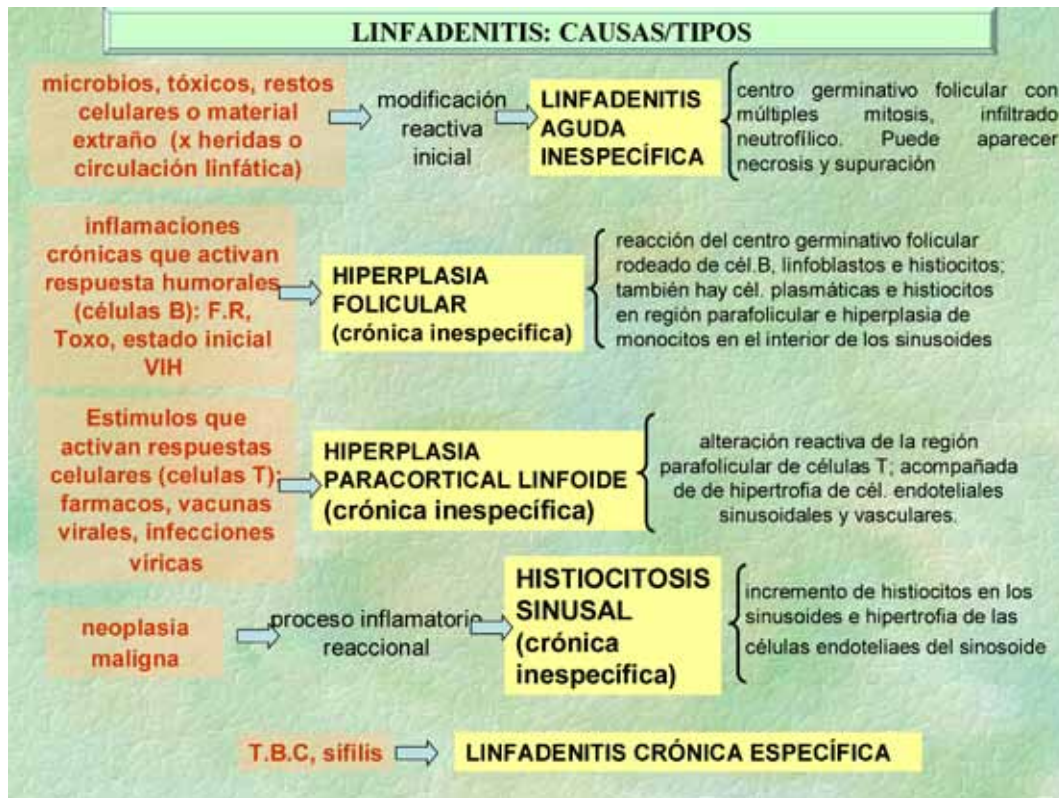 LINFADENITIS: CAUSAS/TIPOS
microbios, tóxicos, restos
celulares o material
extraño (x heridas o
circulación linfática)
modificación
reactiva
inicial
LINFADENITIS
AGUDA
INESPECÍFICA
centro germinativo folicular con
múltiples mitosis, infiltrado
neutrofílico. Puede aparecer
necrosis y supuración
inflamaciones
crónicas que activan
respuesta humorales
(células B): F.R,
Toxo, estado inicial
VIH
HIPERPLASIA
FOLICULAR
(crónica inespecífica)
reacción del centro germinativo folicular
rodeado de cél.B, linfoblastos e histiocitos;
también hay cél. plasmáticas e histiocitos
en región parafolicular e hiperplasia de
monocitos en el interior de los sinusoides
Estímulos que
activan respuestas
celulares (celulas T):
farmacos, vacunas
virales, infecciones
víricas
HIPERPLASIA
PARACORTICAL LINFOIDE
(crónica inespecífica)
alteración reactiva de la región
parafolicular de células T; acompañada
de de hipertrofia de cél. endoteliales
sinusoidales y vasculares.
neoplasia
maligna
proceso inflamatorio
reaccional
HISTIOCITOSIS
SINUSAL
(crónica
inespecífica)
incremento de histiocitos en los
sinusoides e hipertrofia de las
células endoteliaes del sinosoide
T.B.C, sifilis
LINFADENITIS CRÓNICA ESPECÍFICA